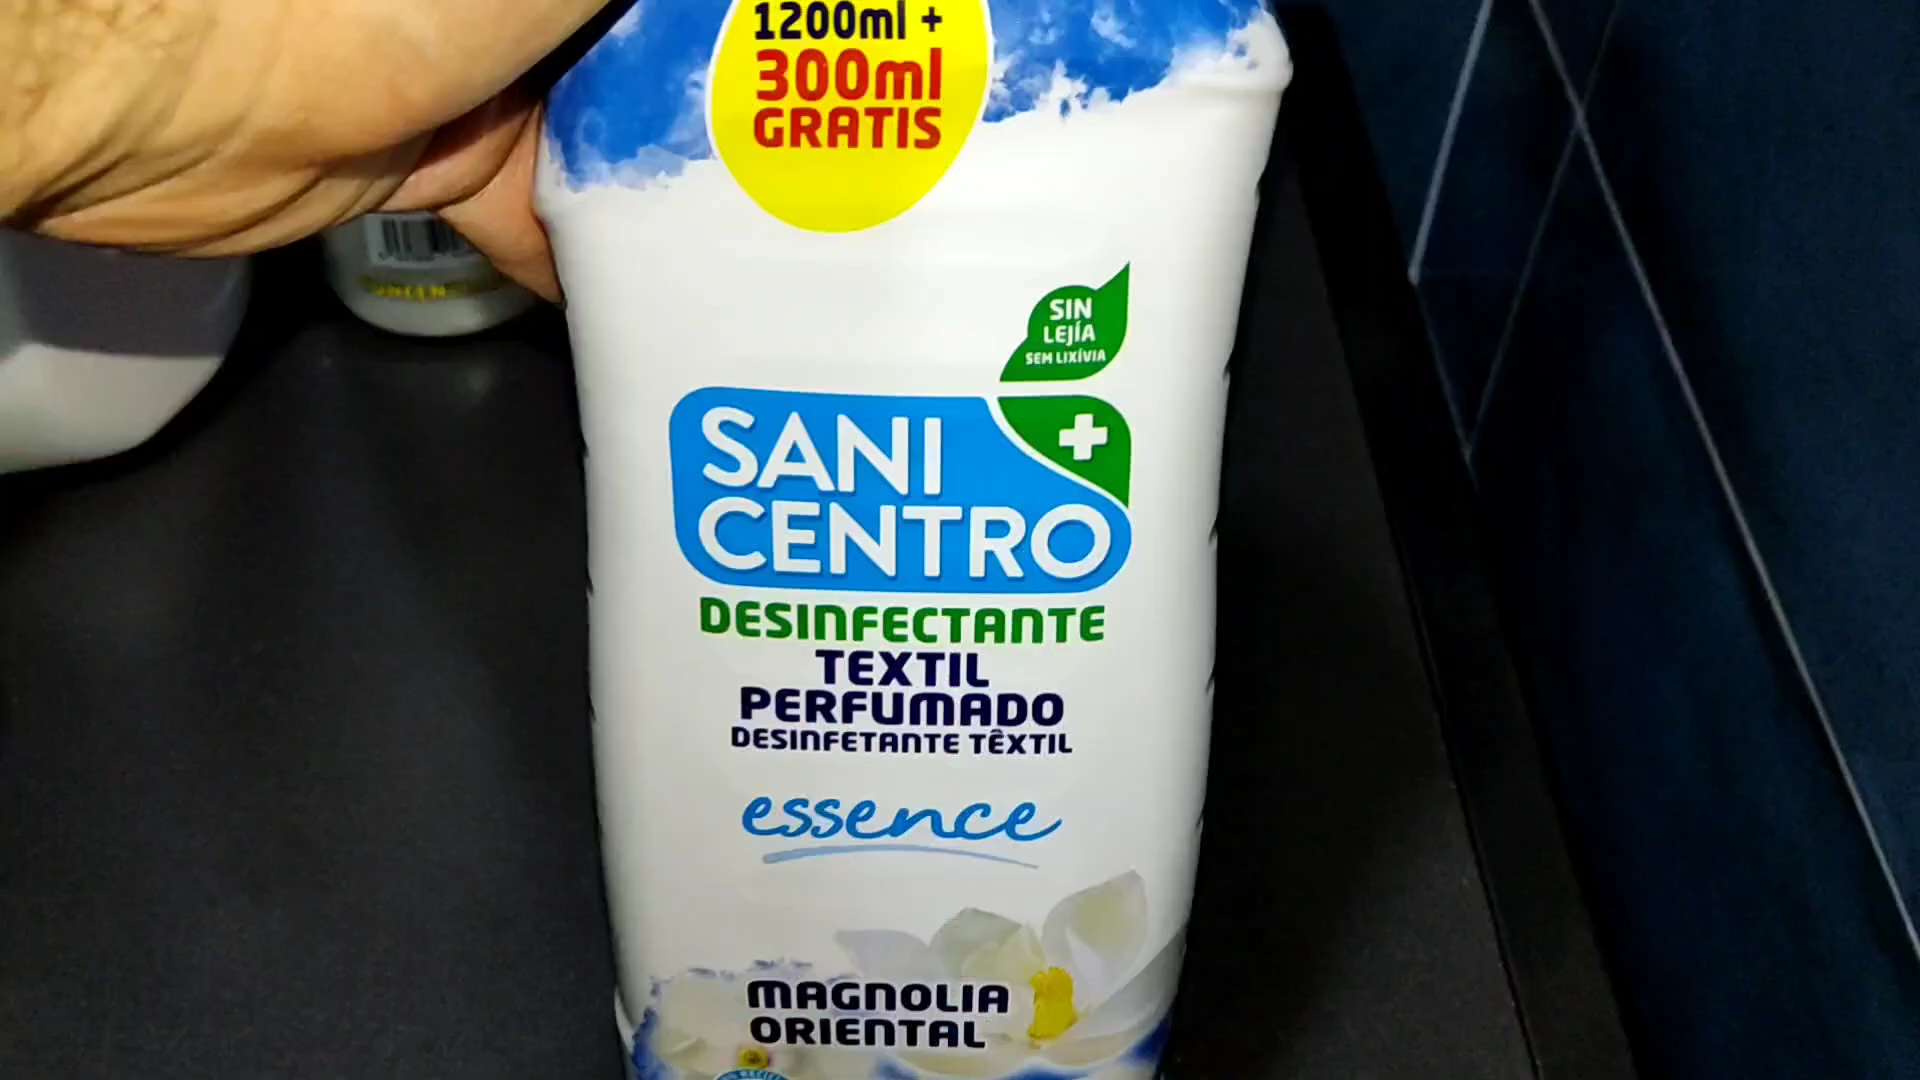 1200ml +
300ml
GRATIS
SIN
LEJÍA
SEM LIXÍVIA
SANI
CENTRO
DESINFECTANTE
TEXTIL
PERFUMADO
DESINFETANTE TÊXTIL
essence
MAGNOLIA
ORIENTAL